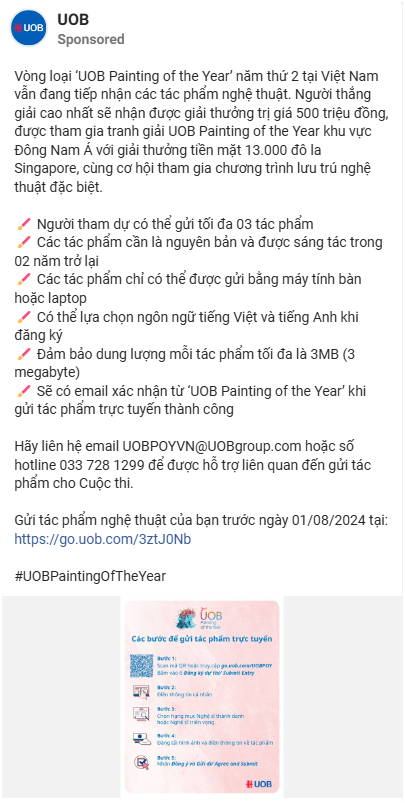 UOB
UOB
Sponsored
Vòng loại ‘UOB Painting of the Year’ năm thứ 2 tại Việt Nam
vẫn đang tiếp nhận các tác phẩm nghệ thuật. Người thắng
giải cao nhất sẽ nhận được giải thưởng trị giá 500 triệu đồng,
được tham gia tranh giải UOB Painting of the Year khu vực
Đông Nam Á với giải thưởng tiền mặt 13.000 đô la
Singapore, cùng cơ hội tham gia chương trình lưu trú nghệ
thuật đặc biệt.
🖌️ Người tham dự có thể gửi tối đa 03 tác phẩm
🖌️ Các tác phẩm cần là nguyên bản và được sáng tác trong
02 năm trở lại
🖌️ Các tác phẩm chỉ có thể được gửi bằng máy tính bàn
hoặc laptop
🖌️ Có thể lựa chọn ngôn ngữ tiếng Việt và tiếng Anh khi
đăng ký
🖌️ Đảm bảo dung lượng mỗi tác phẩm tối đa là 3MB (3
megabyte)
🖌️ Sẽ có email xác nhận từ ‘UOB Painting of the Year’ khi
gửi tác phẩm trực tuyến thành công
Hãy liên hệ email UOBPOYVN@UOBgroup.com hoặc số
hotline 033 728 1299 để được hỗ trợ liên quan đến gửi tác
phẩm cho Cuộc thi.
Gửi tác phẩm nghệ thuật của bạn trước ngày 01/08/2024 tại:
https://go.uob.com/3ztJ0Nb
#UOBPaintingOfTheYear
UOB
Painting
of the Year
Các bước để gửi tác phẩm trực tuyến
Bước 1:
Scan mã QR hoặc truy cập go.uob.com/UOBPOY
Bấm vào ô Đăng ký dự thi/ Submit Entry
Bước 2:
Điền thông tin cá nhân
Bước 3:
Chọn hạng mục Nghệ sĩ thành danh
hoặc Nghệ sĩ triển vọng
Bước 4:
Đăng tải hình ảnh và điền thông tin về tác phẩm
Bước 5:
Nhấn Đồng ý và Gửi đi/ Agree and Submit
UOB